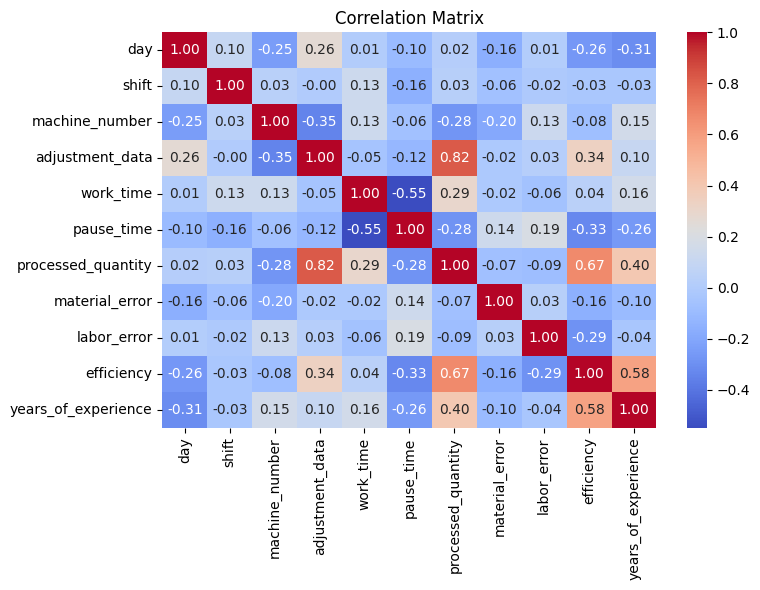 Correlation Matrix
day 1.00 0.10 -0.25 0.26 0.01 -0.10 0.02 -0.16 0.01 -0.26 -0.31
shift 0.10 1.00 0.03 -0.00 0.13 -0.16 0.03 -0.06 -0.02 -0.03 -0.03
machine_number -0.25 0.03 1.00 -0.35 0.13 -0.06 -0.28 -0.20 0.13 -0.08 0.15
adjustment_data 0.26 -0.00 -0.35 1.00 -0.05 -0.12 0.82 -0.02 0.03 0.34 0.10
work_time 0.01 0.13 0.13 -0.05 1.00 -0.55 0.29 -0.02 -0.06 0.04 0.16
pause_time -0.10 -0.16 -0.06 -0.12 -0.55 1.00 -0.28 0.14 0.19 -0.33 -0.26
processed_quantity 0.02 0.03 -0.28 0.82 0.29 -0.28 1.00 -0.07 -0.09 0.67 0.40
material_error -0.16 -0.06 -0.20 -0.02 -0.02 0.14 -0.07 1.00 0.03 -0.16 -0.10
labor_error 0.01 -0.02 0.13 0.03 -0.06 0.19 -0.09 0.03 1.00 -0.29 -0.04
efficiency -0.26 -0.03 -0.08 0.34 0.04 -0.33 0.67 -0.16 -0.29 1.00 0.58
years_of_experience -0.31 -0.03 0.15 0.10 0.16 -0.26 0.40 -0.10 -0.04 0.58 1.00
day
shift
machine_number
adjustment_data
work_time
pause_time
processed_quantity
material_error
labor_error
efficiency
years_of_experience
1.0
0.8
0.6
0.4
0.2
0.0
−0.2
−0.4